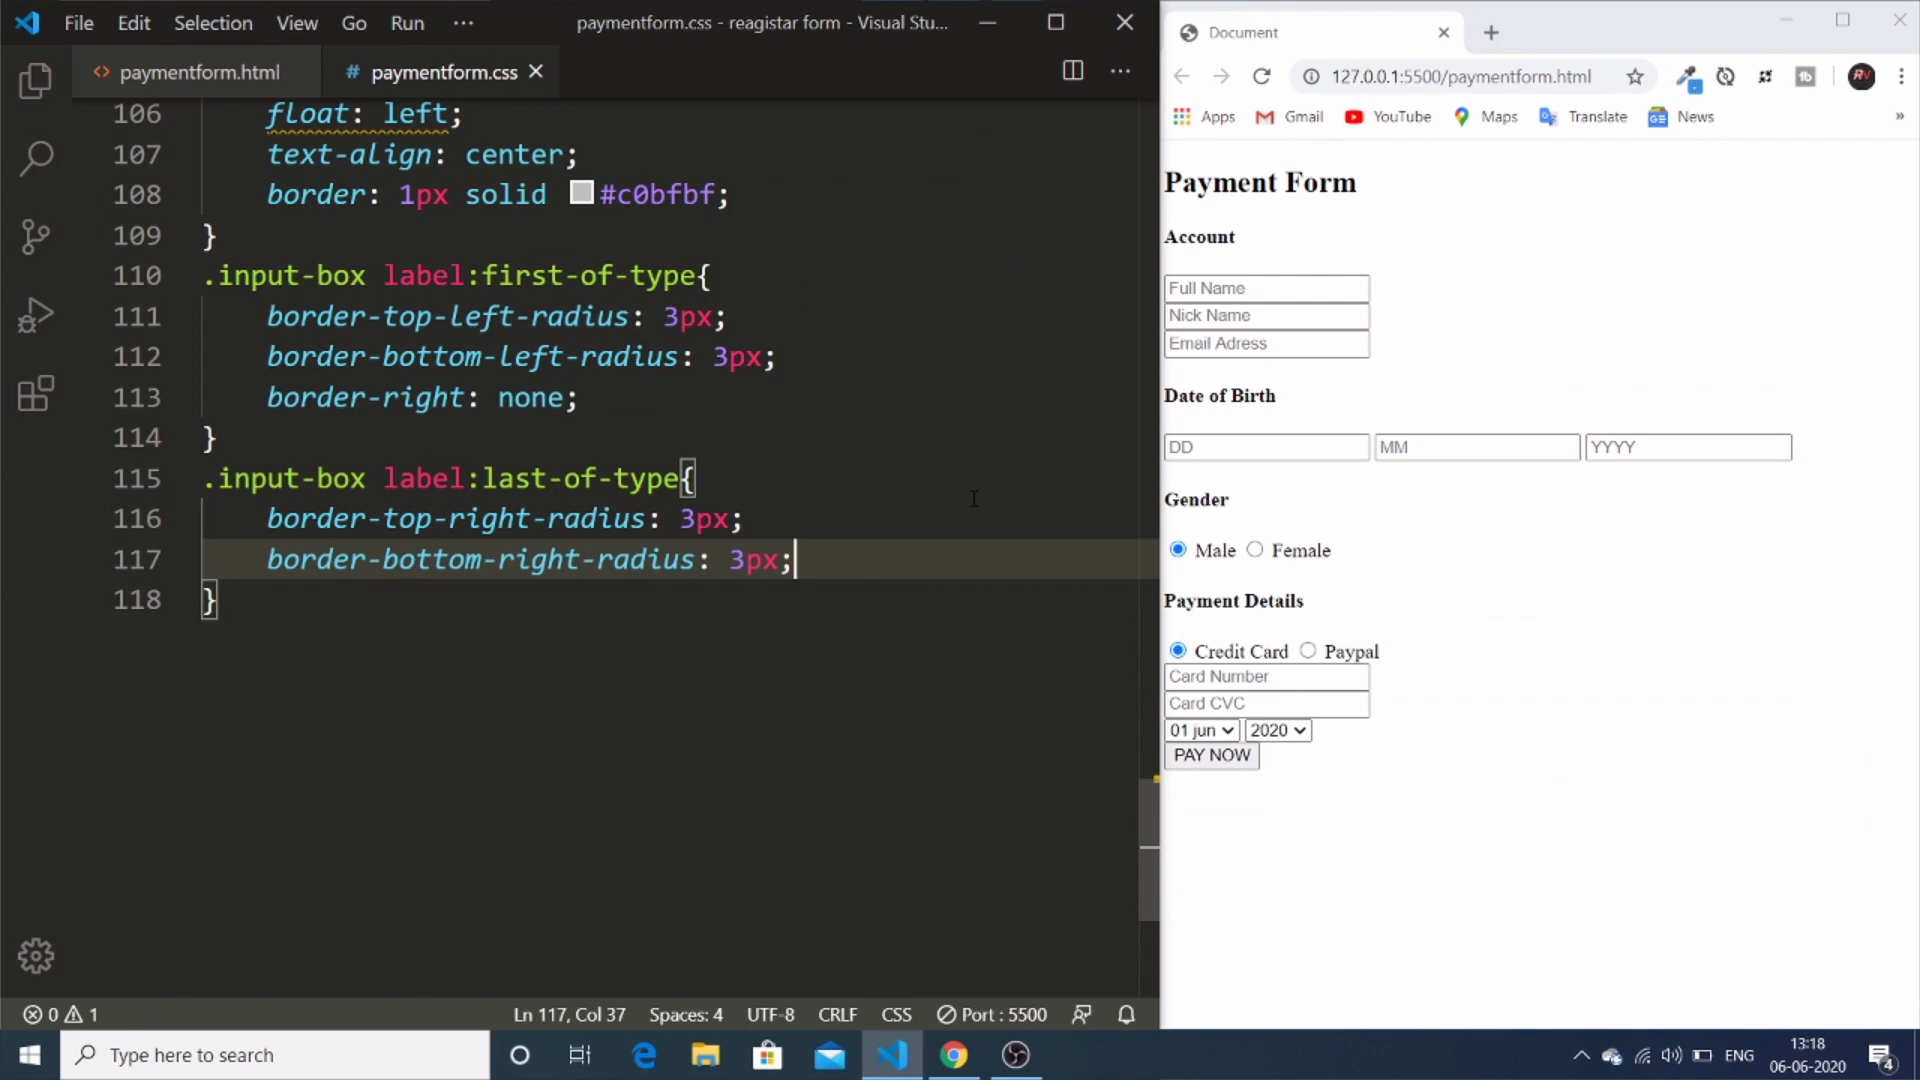 File Edit Selection View Go Run ··· paymentform.css - reagistar form - Visual Stu...
paymentform.html paymentform.css
106 float: left;
107 text-align: center;
108 border: 1px solid #c0bfbf;
109 }
110 .input-box label:first-of-type{
111 border-top-left-radius: 3px;
112 border-bottom-left-radius: 3px;
113 border-right: none;
114 }
115 .input-box label:last-of-type{
116 border-top-right-radius: 3px;
117 border-bottom-right-radius: 3px;
118 }
0 1 Ln 117, Col 37 Spaces: 4 UTF-8 CRLF CSS Port : 5500
Document
127.0.0.1:5500/paymentform.html
Apps Gmail YouTube Maps Translate News »
Payment Form
Account
Full Name
Nick Name
Email Adress
Date of Birth
DD MM YYYY
Gender
Male Female
Payment Details
Credit Card Paypal
Card Number
Card CVC
01 jun 2020
PAY NOW
Type here to search
ENG 13:18
06-06-2020
4